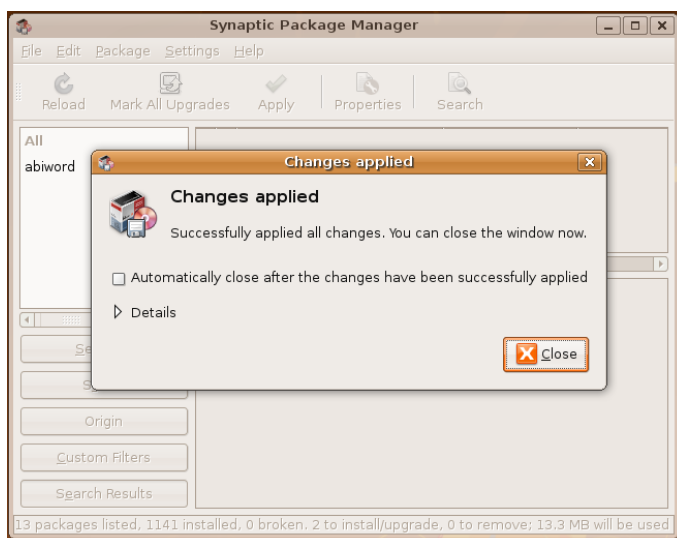 Synaptic Package Manager
File Edit Package Settings Help
Reload Mark All Upgrades Apply Properties Search
All
abiword
Changes applied
Changes applied
Successfully applied all changes. You can close the window now.
Automatically close after the changes have been successfully applied
Details
Close
Origin
Custom Filters
Search Results
13 packages listed, 1141 installed, 0 broken. 2 to install/upgrade, 0 to remove; 13.3 MB will be used